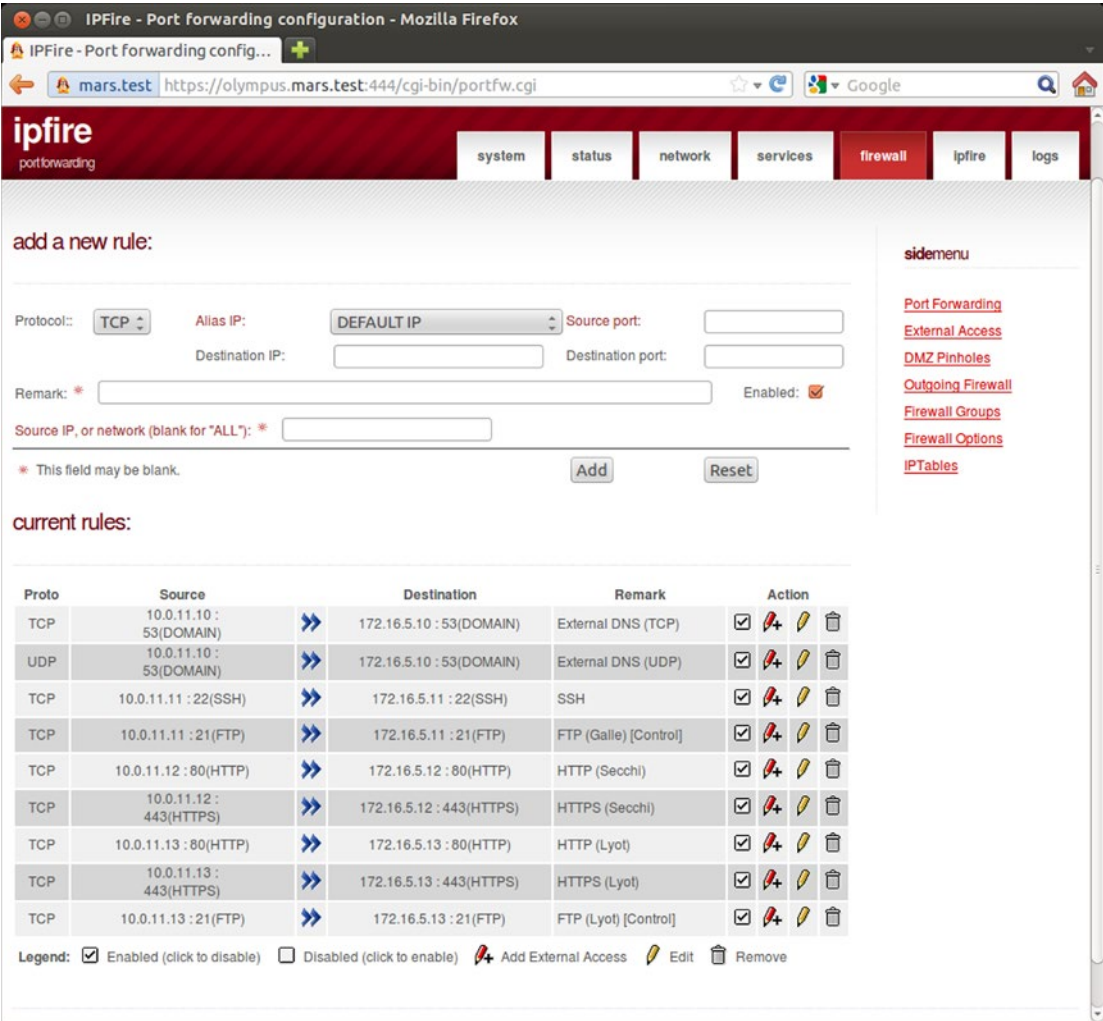 IPFire - Port forwarding configuration - Mozilla Firefox
IPFire - Port forwarding config...
mars.test https://olympus.mars.test:444/cgi-bin/portfw.cgi Google
ipfire
portforwarding
system status network services firewall ipfire logs
add a new rule:
sidemenu
Port Forwarding
External Access
DMZ Pinholes
Outgoing Firewall
Firewall Groups
Firewall Options
IPTables
Protocol:: TCP Alias IP: DEFAULT IP Source port:
Destination IP: Destination port:
Remark: * Enabled:
Source IP, or network (blank for "ALL"): *
* This field may be blank. Add Reset
current rules:
Proto Source Destination Remark Action
TCP 10.0.11.10 : 53(DOMAIN) 172.16.5.10 : 53(DOMAIN) External DNS (TCP)
UDP 10.0.11.10 : 53(DOMAIN) 172.16.5.10 : 53(DOMAIN) External DNS (UDP)
TCP 10.0.11.11 : 22(SSH) 172.16.5.11 : 22(SSH) SSH
TCP 10.0.11.11 : 21(FTP) 172.16.5.11 : 21(FTP) FTP (Galle) [Control]
TCP 10.0.11.12 : 80(HTTP) 172.16.5.12 : 80(HTTP) HTTP (Secchi)
TCP 10.0.11.12 : 443(HTTPS) 172.16.5.12 : 443(HTTPS) HTTPS (Secchi)
TCP 10.0.11.13 : 80(HTTP) 172.16.5.13 : 80(HTTP) HTTP (Lyot)
TCP 10.0.11.13 : 443(HTTPS) 172.16.5.13 : 443(HTTPS) HTTPS (Lyot)
TCP 10.0.11.13 : 21(FTP) 172.16.5.13 : 21(FTP) FTP (Lyot) [Control]
Legend: Enabled (click to disable) Disabled (click to enable) Add External Access Edit Remove